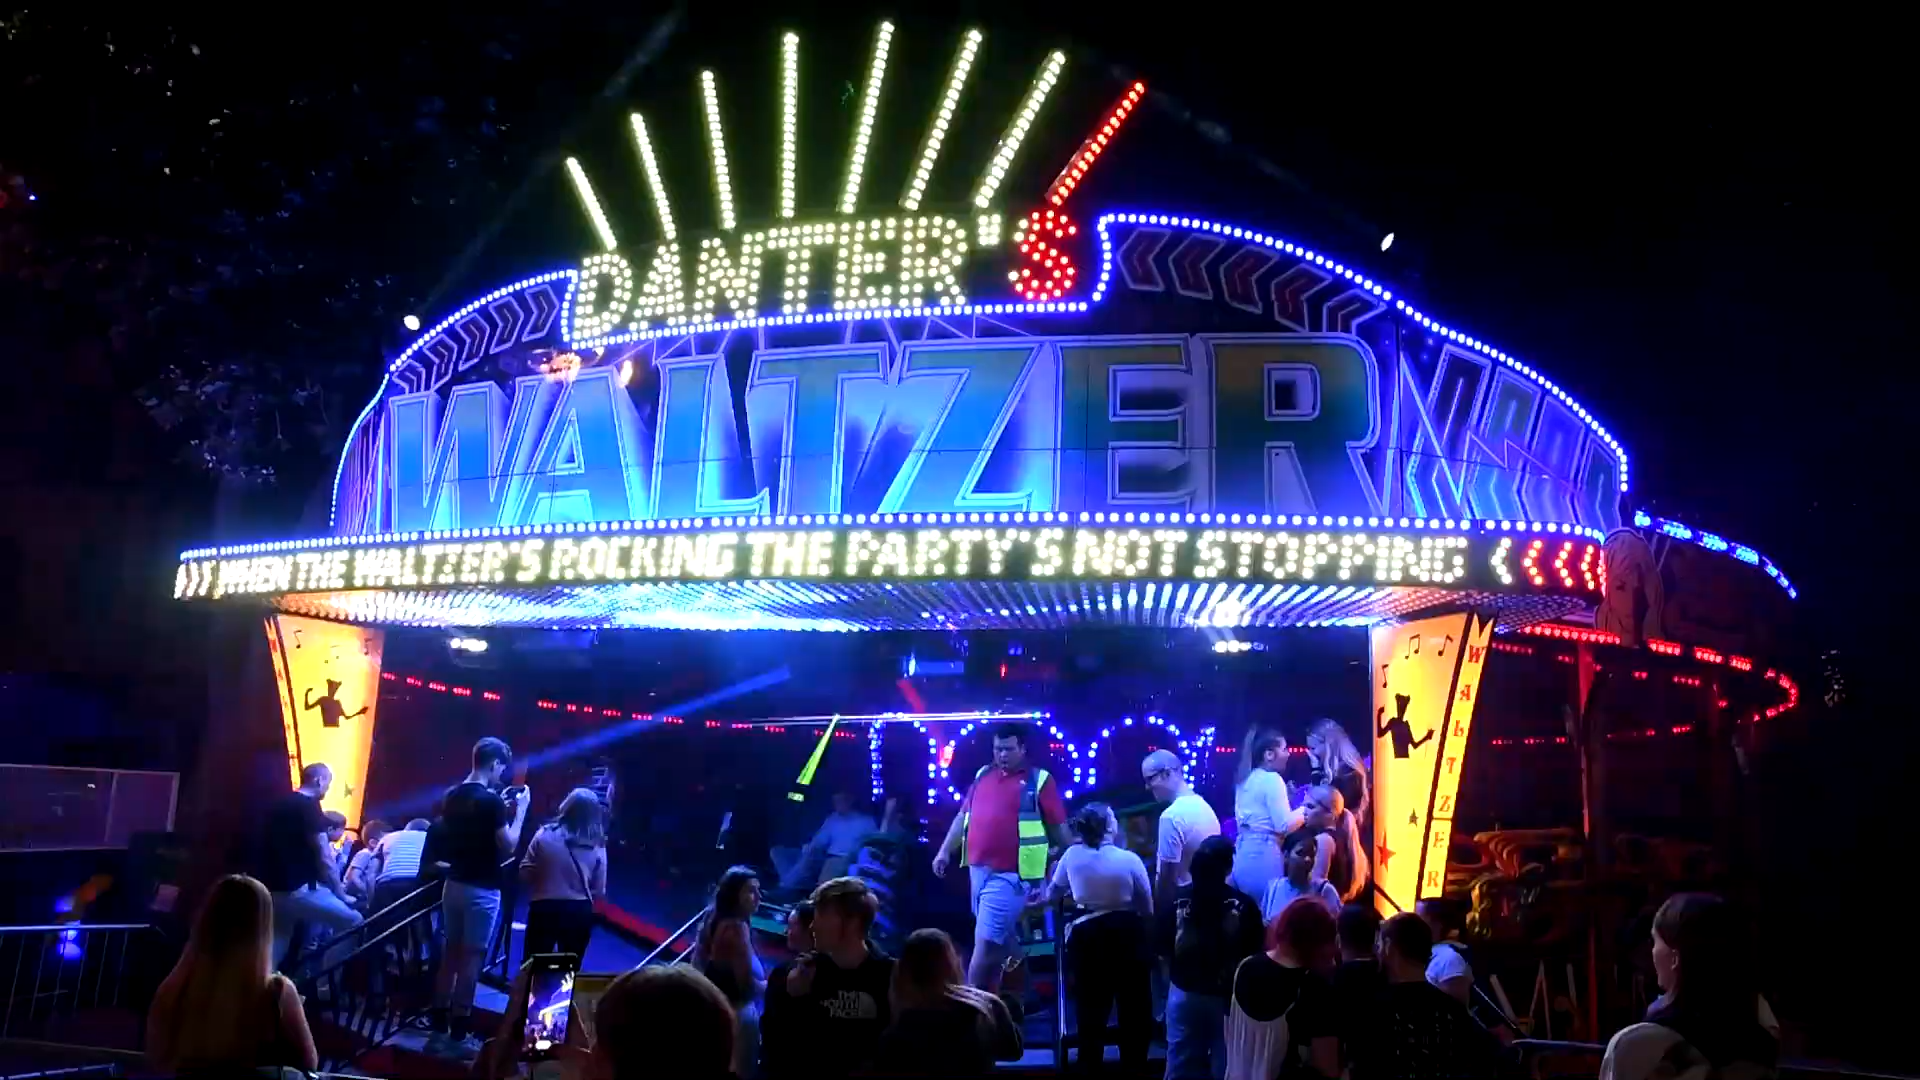 DANTER'S
WALTZER
WHEN THE WALTZER'S ROCKING THE PARTY'S NOT STOPPING
WALTZER
THE
NORTH
FACE